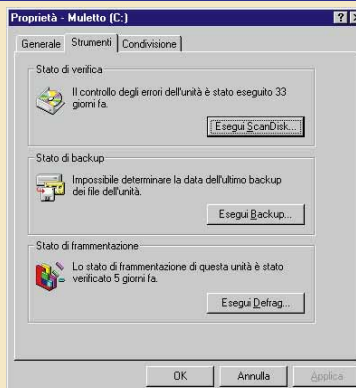 Proprietà - Muletto (C:)
Generale Strumenti Condivisione
Stato di verifica
Il controllo degli errori dell'unità è stato eseguito 33
giorni fa.
Esegui ScanDisk...
Stato di backup
Impossibile determinare la data dell'ultimo backup
dei file dell'unità.
Esegui Backup...
Stato di frammentazione
Lo stato di frammentazione di questa unità è stato
verificato 5 giorni fa.
Esegui Defrag...
OK Annulla Applica